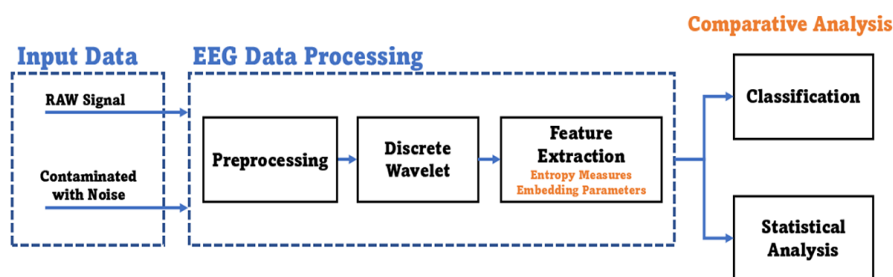 Comparative Analysis
Input Data
EEG Data Processing
RAW Signal
Contaminated
with Noise
Preprocessing
Discrete
Wavelet
Feature
Extraction
Entropy Measures
Embedding Parameters
Classification
Statistical
Analysis